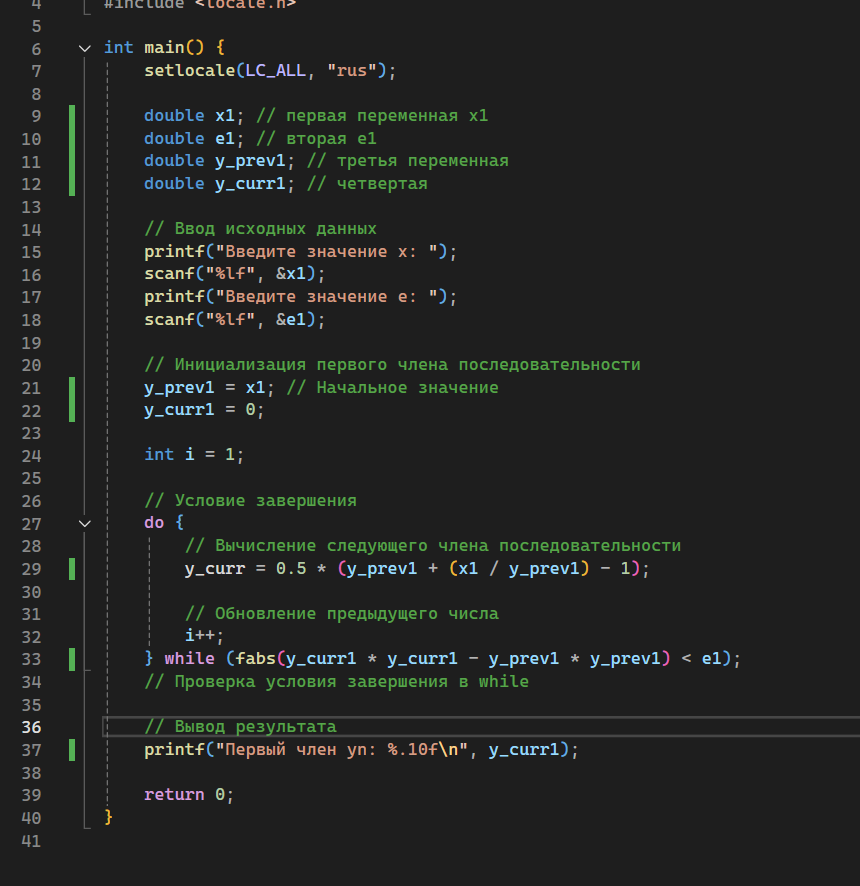 4 #include <locale.h>
5
6 int main() {
7 setlocale(LC_ALL, "rus");
8
9 double x1; // первая переменная x1
10 double e1; // вторая e1
11 double y_prev1; // третья переменная
12 double y_curr1; // четвертая
13
14 // Ввод исходных данных
15 printf("Введите значение x: ");
16 scanf("%lf", &x1);
17 printf("Введите значение e: ");
18 scanf("%lf", &e1);
19
20 // Инициализация первого члена последовательности
21 y_prev1 = x1; // Начальное значение
22 y_curr1 = 0;
23
24 int i = 1;
25
26 // Условие завершения
27 do {
28 // Вычисление следующего члена последовательности
29 y_curr = 0.5 * (y_prev1 + (x1 / y_prev1) - 1);
30
31 // Обновление предыдущего числа
32 i++;
33 } while (fabs(y_curr1 * y_curr1 - y_prev1 * y_prev1) < e1);
34 // Проверка условия завершения в while
35
36 // Вывод результата
37 printf("Первый член yn: %.10f\n", y_curr1);
38
39 return 0;
40 }
41